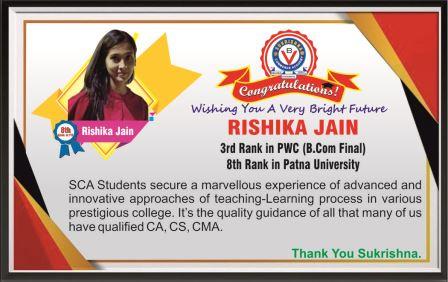 Congratulations!
Wishing You A Very Bright Future
RISHIKA JAIN
3rd Rank in PWC (B.Com Final)
8th Rank in Patna University
8th
Rishika Jain
SCA Students secure a marvellous experience of advanced and
innovative approaches of teaching-Learning process in various
prestigious college. It's the quality guidance of all that many of us
have qualified CA, CS, CMA.
Thank You Sukrishna.